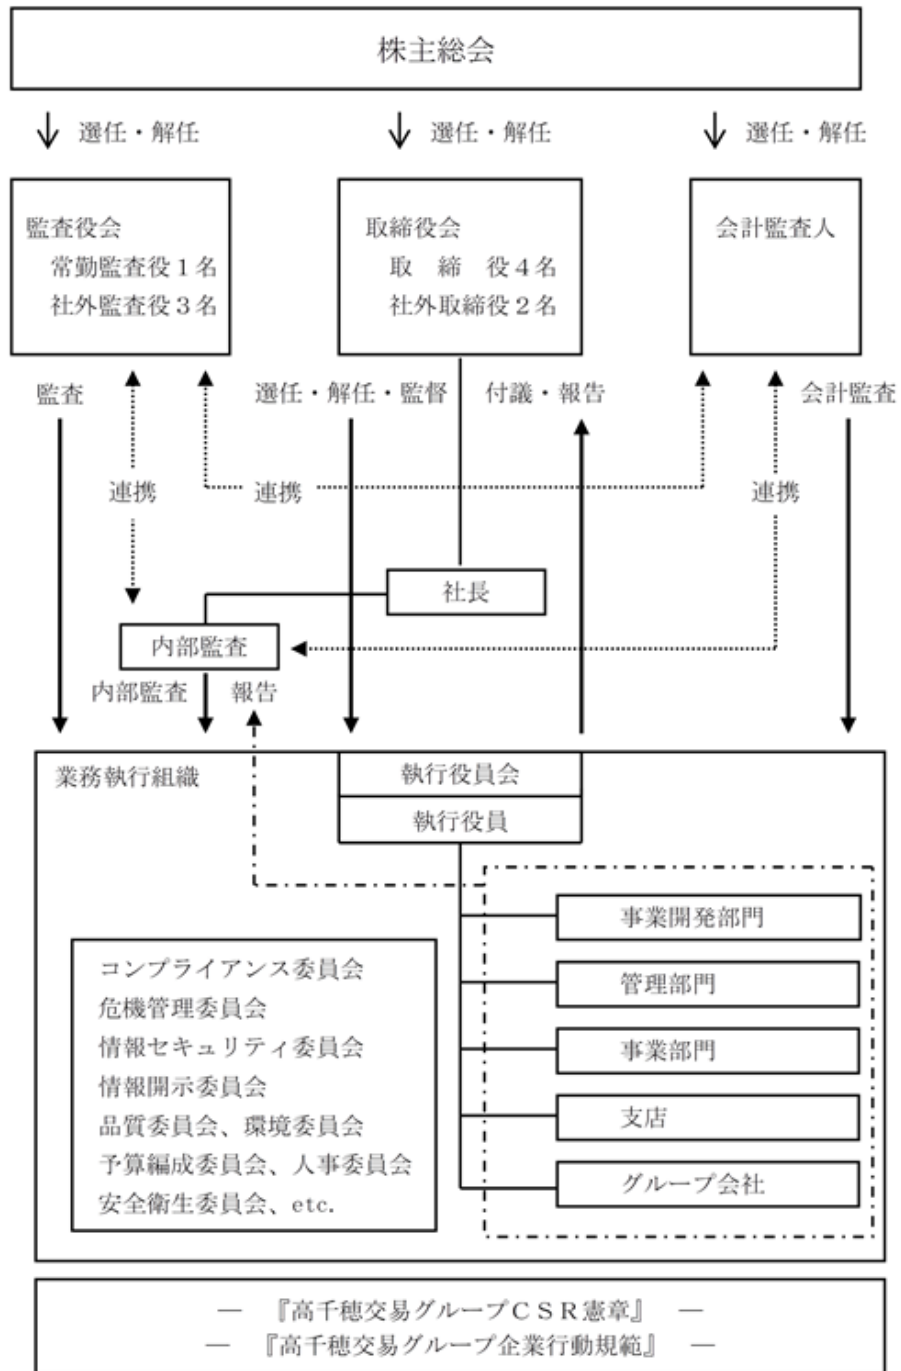 株主総会
選任・解任
選任・解任
選任・解任
監査役会
常勤監査役１名
社外監査役３名
取締役会
取　締　役４名
社外取締役２名
会計監査人
監査
選任・解任・監督
付議・報告
会計監査
連携
連携
連携
社長
内部監査
内部監査
報告
業務執行組織
執行役員会
執行役員
事業開発部門
管理部門
事業部門
支店
グループ会社
コンプライアンス委員会
危機管理委員会
情報セキュリティ委員会
情報開示委員会
品質委員会、環境委員会
予算編成委員会、人事委員会
安全衛生委員会、etc.
―　『高千穂交易グループＣＳＲ憲章』　―
―　『高千穂交易グループ企業行動規範』　―